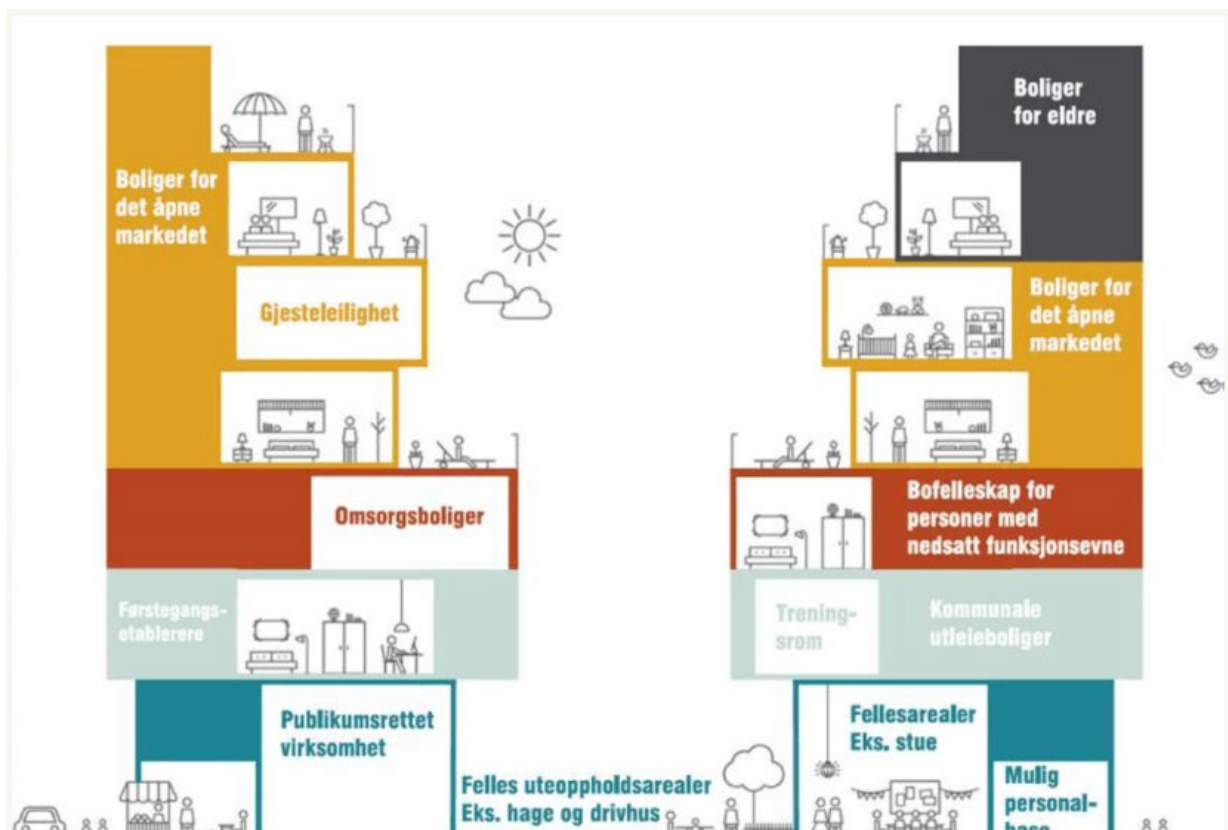 Boliger
for eldre
Boliger for
det åpne
markedet
Gjesteleilighet
Boliger for
det åpne
markedet
Omsorgsboliger
Bofelleskap for
personer med
nedsatt funksjonsevne
Førstegangs-
etablerere
Trening-
srom
Kommunale
utleieboliger
Publikumsrettet
virksomhet
Fellesarealer
Eks. stue
Felles uteoppholdsarealer
Eks. hage og drivhus
Mulig
personal-
base